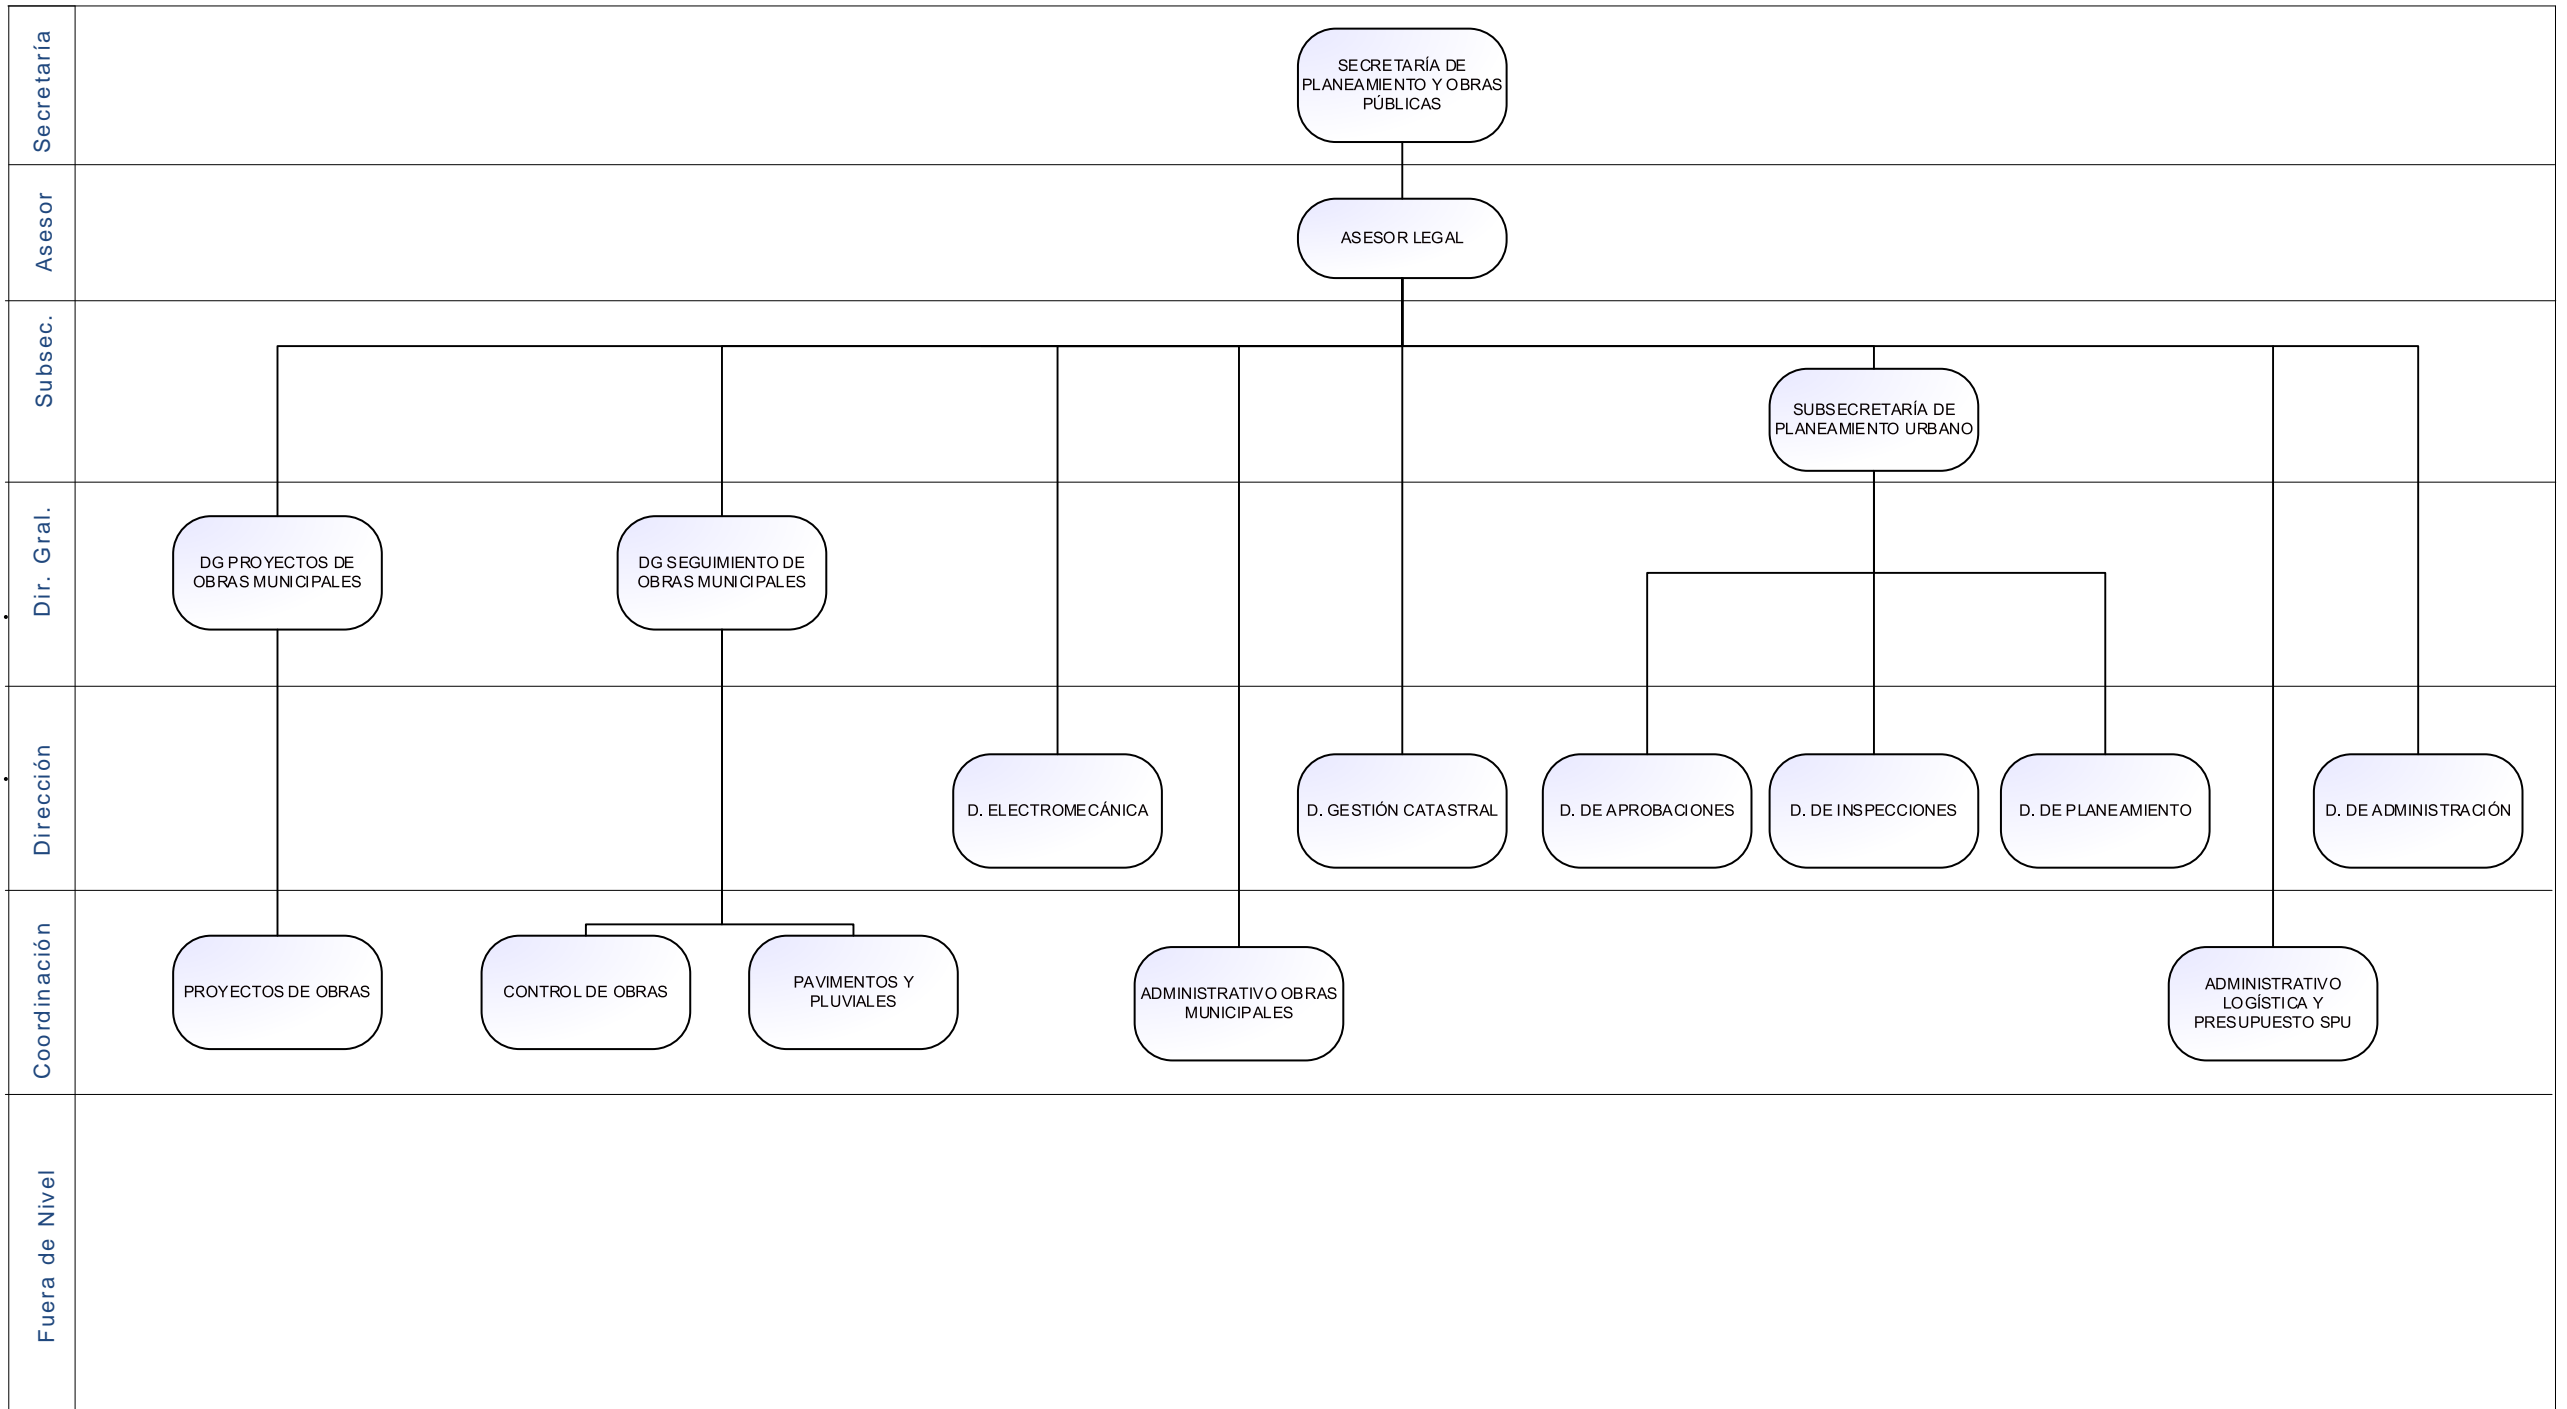 Secretaría
SECRETARÍA DE
PLANEAMIENTO Y OBRAS
PÚBLICAS
Asesor
ASESOR LEGAL
Subsec.
SUBSECRETARÍA DE
PLANEAMIENTO URBANO
Dir. Gral.
DG PROYECTOS DE
OBRAS MUNICIPALES
DG SEGUIMIENTO DE
OBRAS MUNICIPALES
Dirección
D. ELECTROMECÁNICA
D. GESTIÓN CATASTRAL
D. DE APROBACIONES
D. DE INSPECCIONES
D. DE PLANEAMIENTO
D. DE ADMINISTRACIÓN
Coordinación
PROYECTOS DE OBRAS
CONTROL DE OBRAS
PAVIMENTOS Y
PLUVIALES
ADMINISTRATIVO OBRAS
MUNICIPALES
ADMINISTRATIVO
LOGÍSTICA Y
PRESUPUESTO SPU
Fuera de Nivel